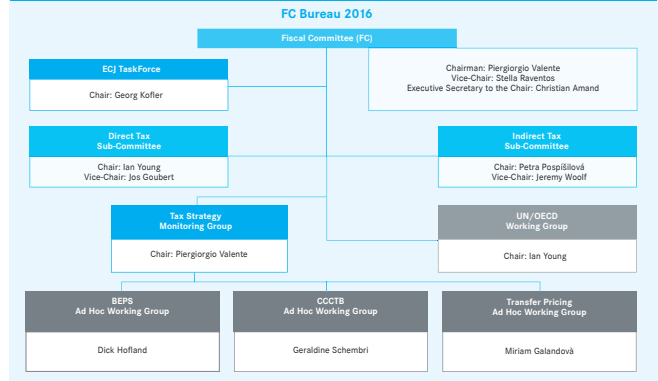 FC Bureau 2016
Fiscal Committee (FC)
Chairman: Piergiorgio Valente
Vice-Chair: Stella Raventos
Executive Secretary to the Chair: Christian Amand
ECJ TaskForce
Chair: Georg Kofler
Direct Tax
Sub-Committee
Chair: Ian Young
Vice-Chair: Jos Goubert
Indirect Tax
Sub-Committee
Chair: Petra Pospíšilová
Vice-Chair: Jeremy Woolf
Tax Strategy
Monitoring Group
Chair: Piergiorgio Valente
UN/OECD
Working Group
Chair: Ian Young
BEPS
Ad Hoc Working Group
Dick Hofland
CCCTB
Ad Hoc Working Group
Geraldine Schembri
Transfer Pricing
Ad Hoc Working Group
Miriam Galandovà